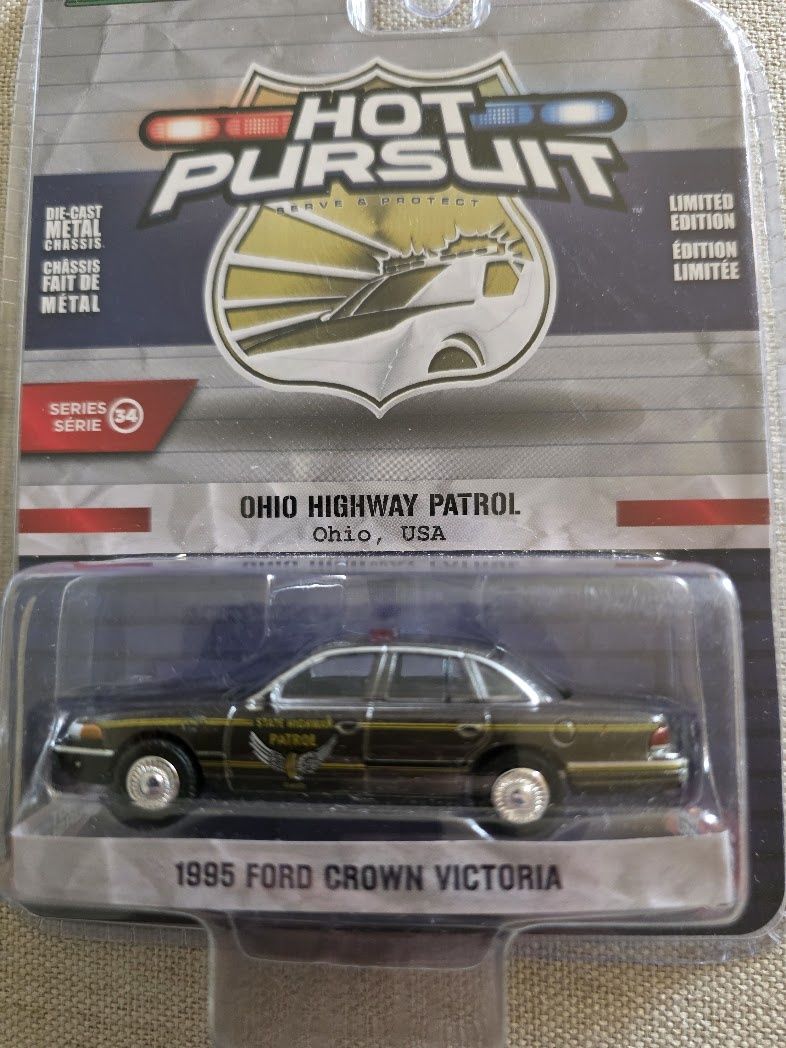 HOT
PURSUIT
SERVE & PROTECT
DIE-CAST
METAL
CHASSIS
CHÂSSIS
FAIT DE
MÉTAL
LIMITED
EDITION
ÉDITION
LIMITÉE
SERIES
SÉRIE
34
OHIO HIGHWAY PATROL
Ohio, USA
STATE HIGHWAY
PATROL
1995 FORD CROWN VICTORIA